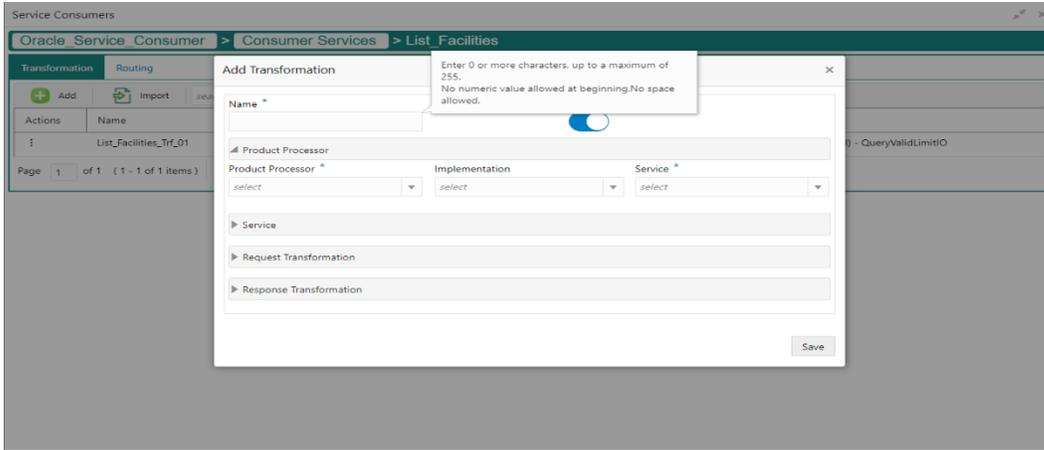 Service Consumers
Oracle_Service_Consumer > Consumer Services > List_Facilities
Transformation Routing
Add Import sea
Actions Name
List_Facilities_Trf_01
) - QueryValidLimitIO
Page 1 of 1 ( 1 - 1 of 1 items )
Add Transformation
Enter 0 or more characters, up to a maximum of
255.
No numeric value allowed at beginning.No space
allowed.
Name *
Product Processor
Product Processor * Implementation Service *
select select select
Service
Request Transformation
Response Transformation
Save